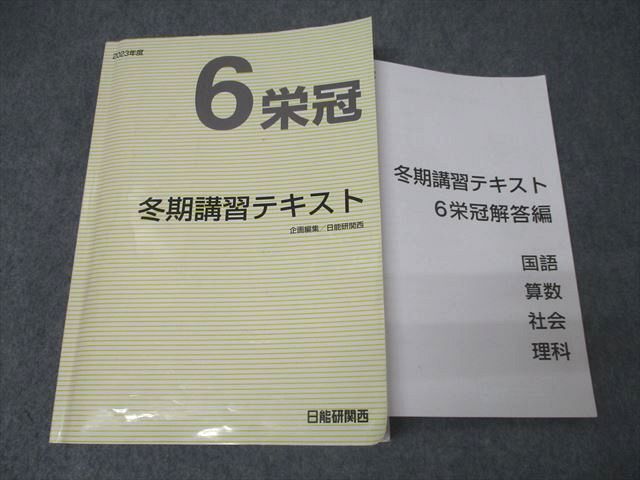 2023年度
6栄冠
冬期講習テキスト
企画編集／日能研関西
日能研関西
冬期講習テキスト
6栄冠解答編
国語
算数
社会
理科